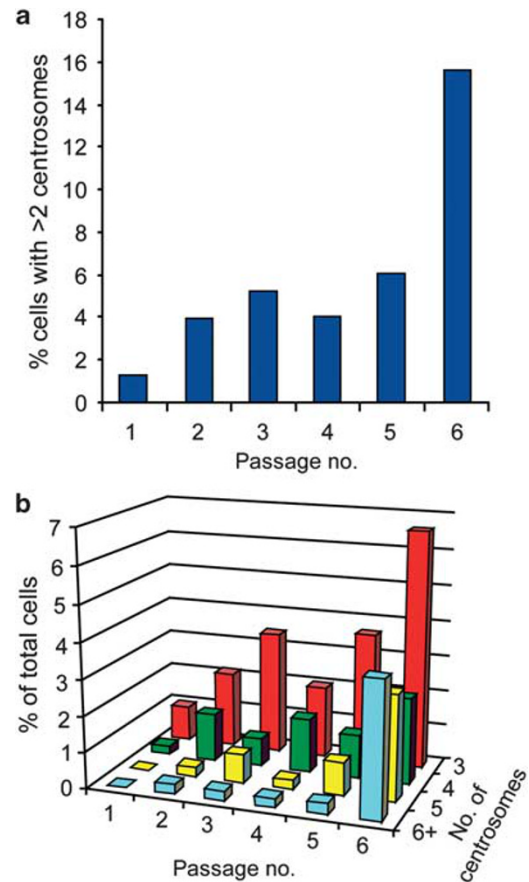 a
% cells with >2 centrosomes
18
16
14
12
10
8
6
4
2
0
1 2 3 4 5 6
Passage no.
b
% of total cells
7
6
5
4
3
2
1
0
1 2 3 4 5 6
Passage no.
3
4
5
6+
No. of
centrosomes